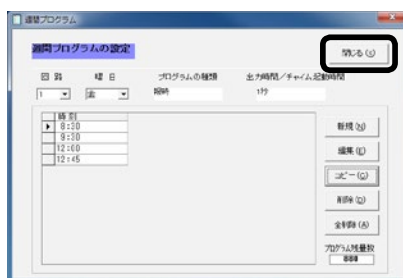 週間プログラム
週間プログラムの設定
閉じる(S)
回路 曜日 プログラムの種類 出力時間/チャイム起動時間
1 金 瞬時 1秒
時刻
8:30
9:30
12:00
12:45
新規(N)
編集(E)
コピー(C)
削除(D)
全削除(A)
プログラム残量数